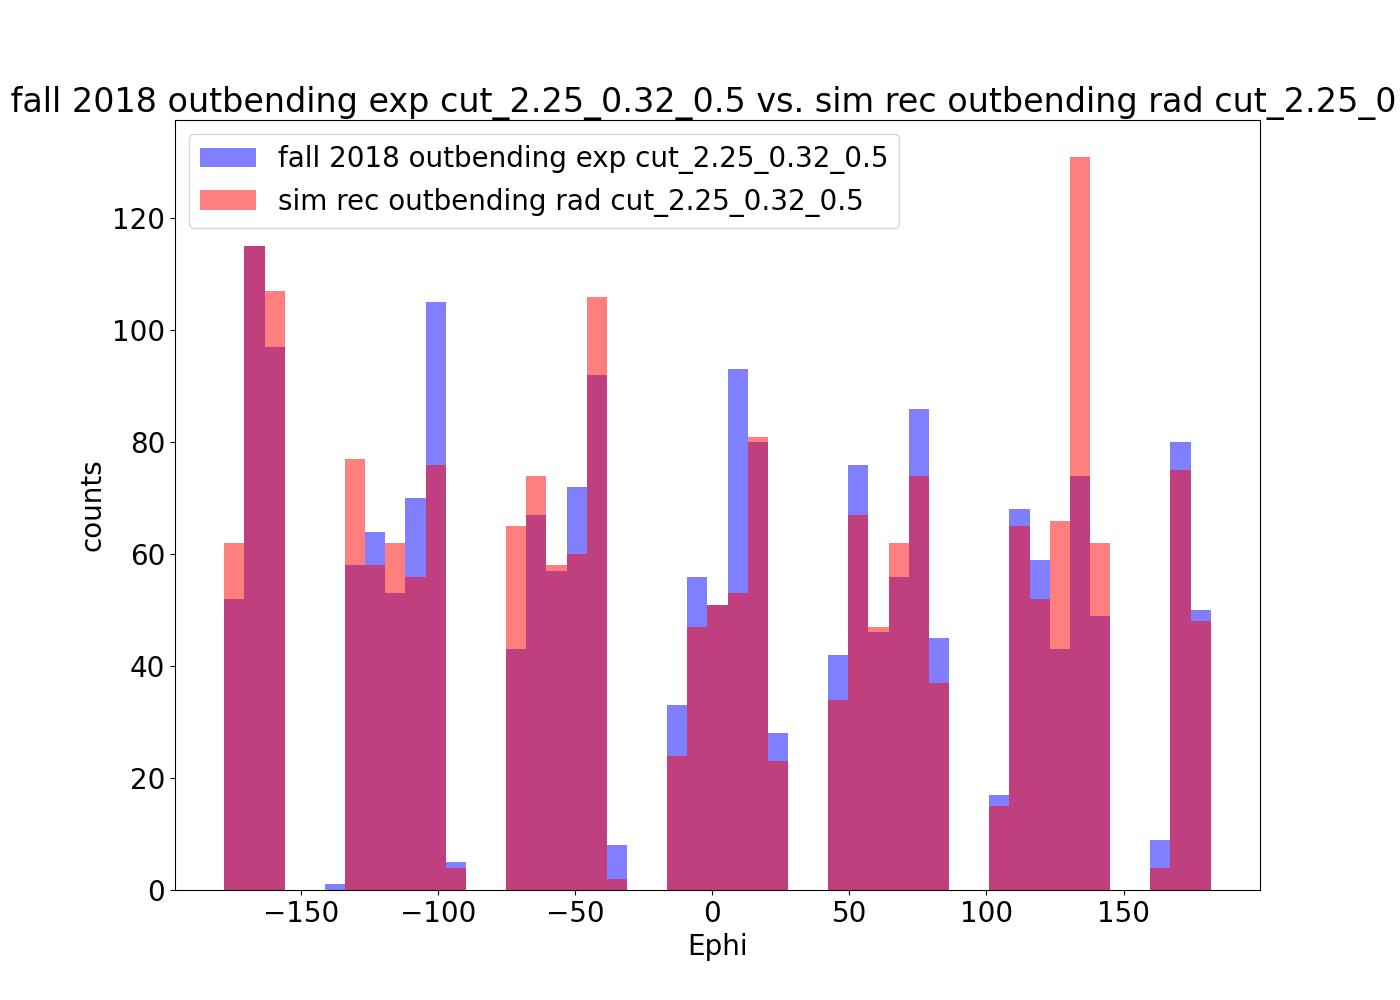 fall 2018 outbending exp cut_2.25_0.32_0.5 vs. sim rec outbending rad cut_2.25_0
fall 2018 outbending exp cut_2.25_0.32_0.5
sim rec outbending rad cut_2.25_0.32_0.5
120
100
80
60
40
20
0
counts
−150
−100
−50
0
50
100
150
Ephi